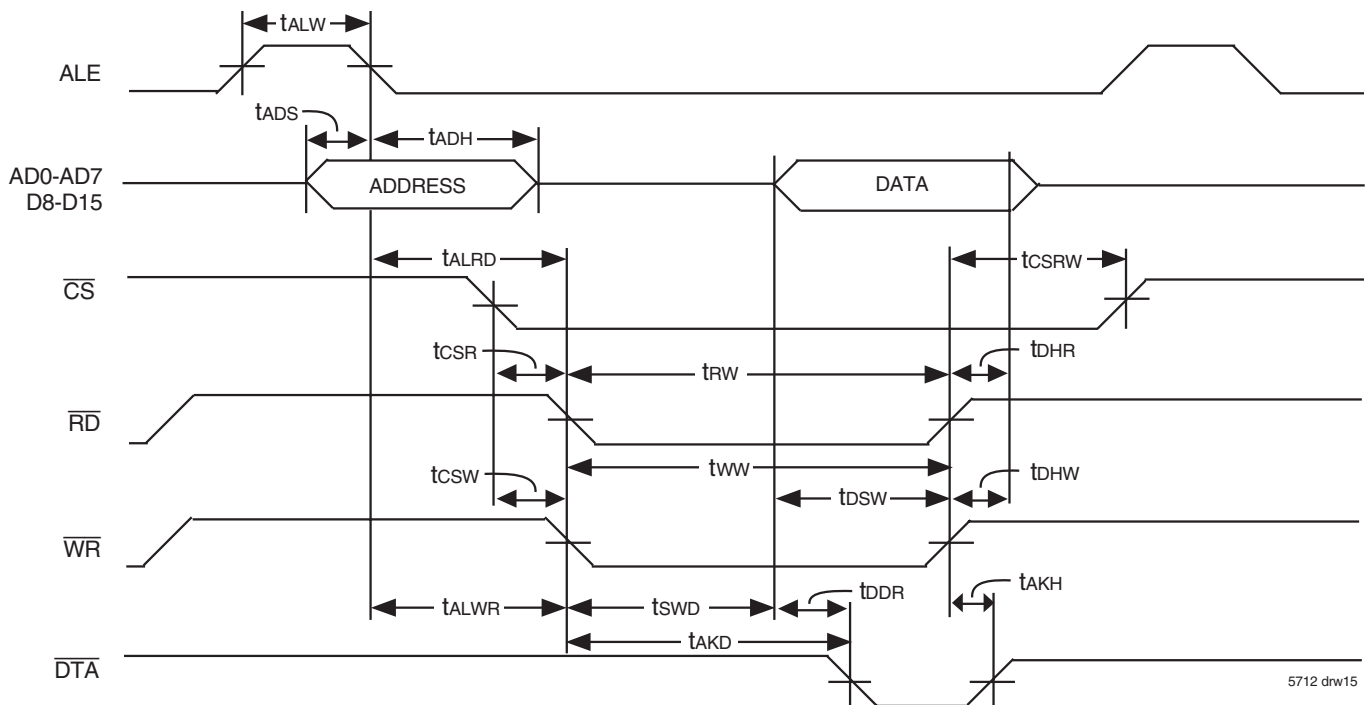 tALW
ALE
tADS
tADH
AD0-AD7
D8-D15
ADDRESS
DATA
tALRD
tCSRW
CS
tCSR
tRW
tDHR
RD
tCSW
tWW
tDHW
tDSW
WR
tALWR
tSWD
tDDR
tAKH
tAKD
DTA
5712 drw15